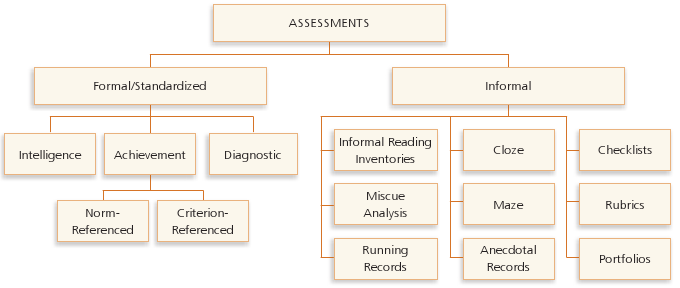 ASSESSMENTS
Formal/Standardized
Informal
Intelligence
Achievement
Diagnostic
Norm-
Referenced
Criterion-
Referenced
Informal Reading
Inventories
Cloze
Checklists
Miscue
Analysis
Maze
Rubrics
Running
Records
Anecdotal
Records
Portfolios